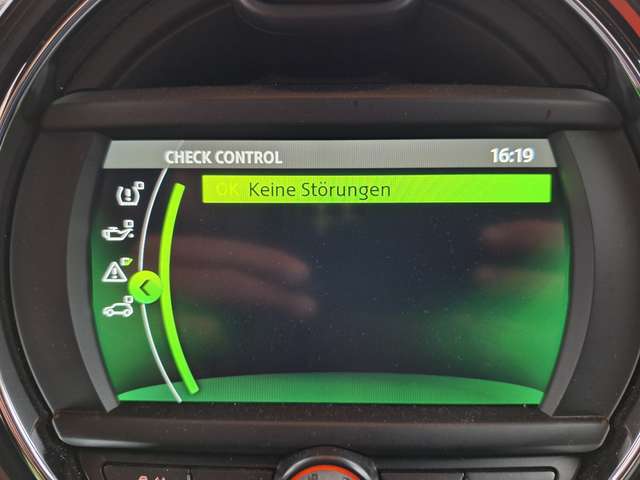 CHECK CONTROL 16:19
OK Keine Störungen